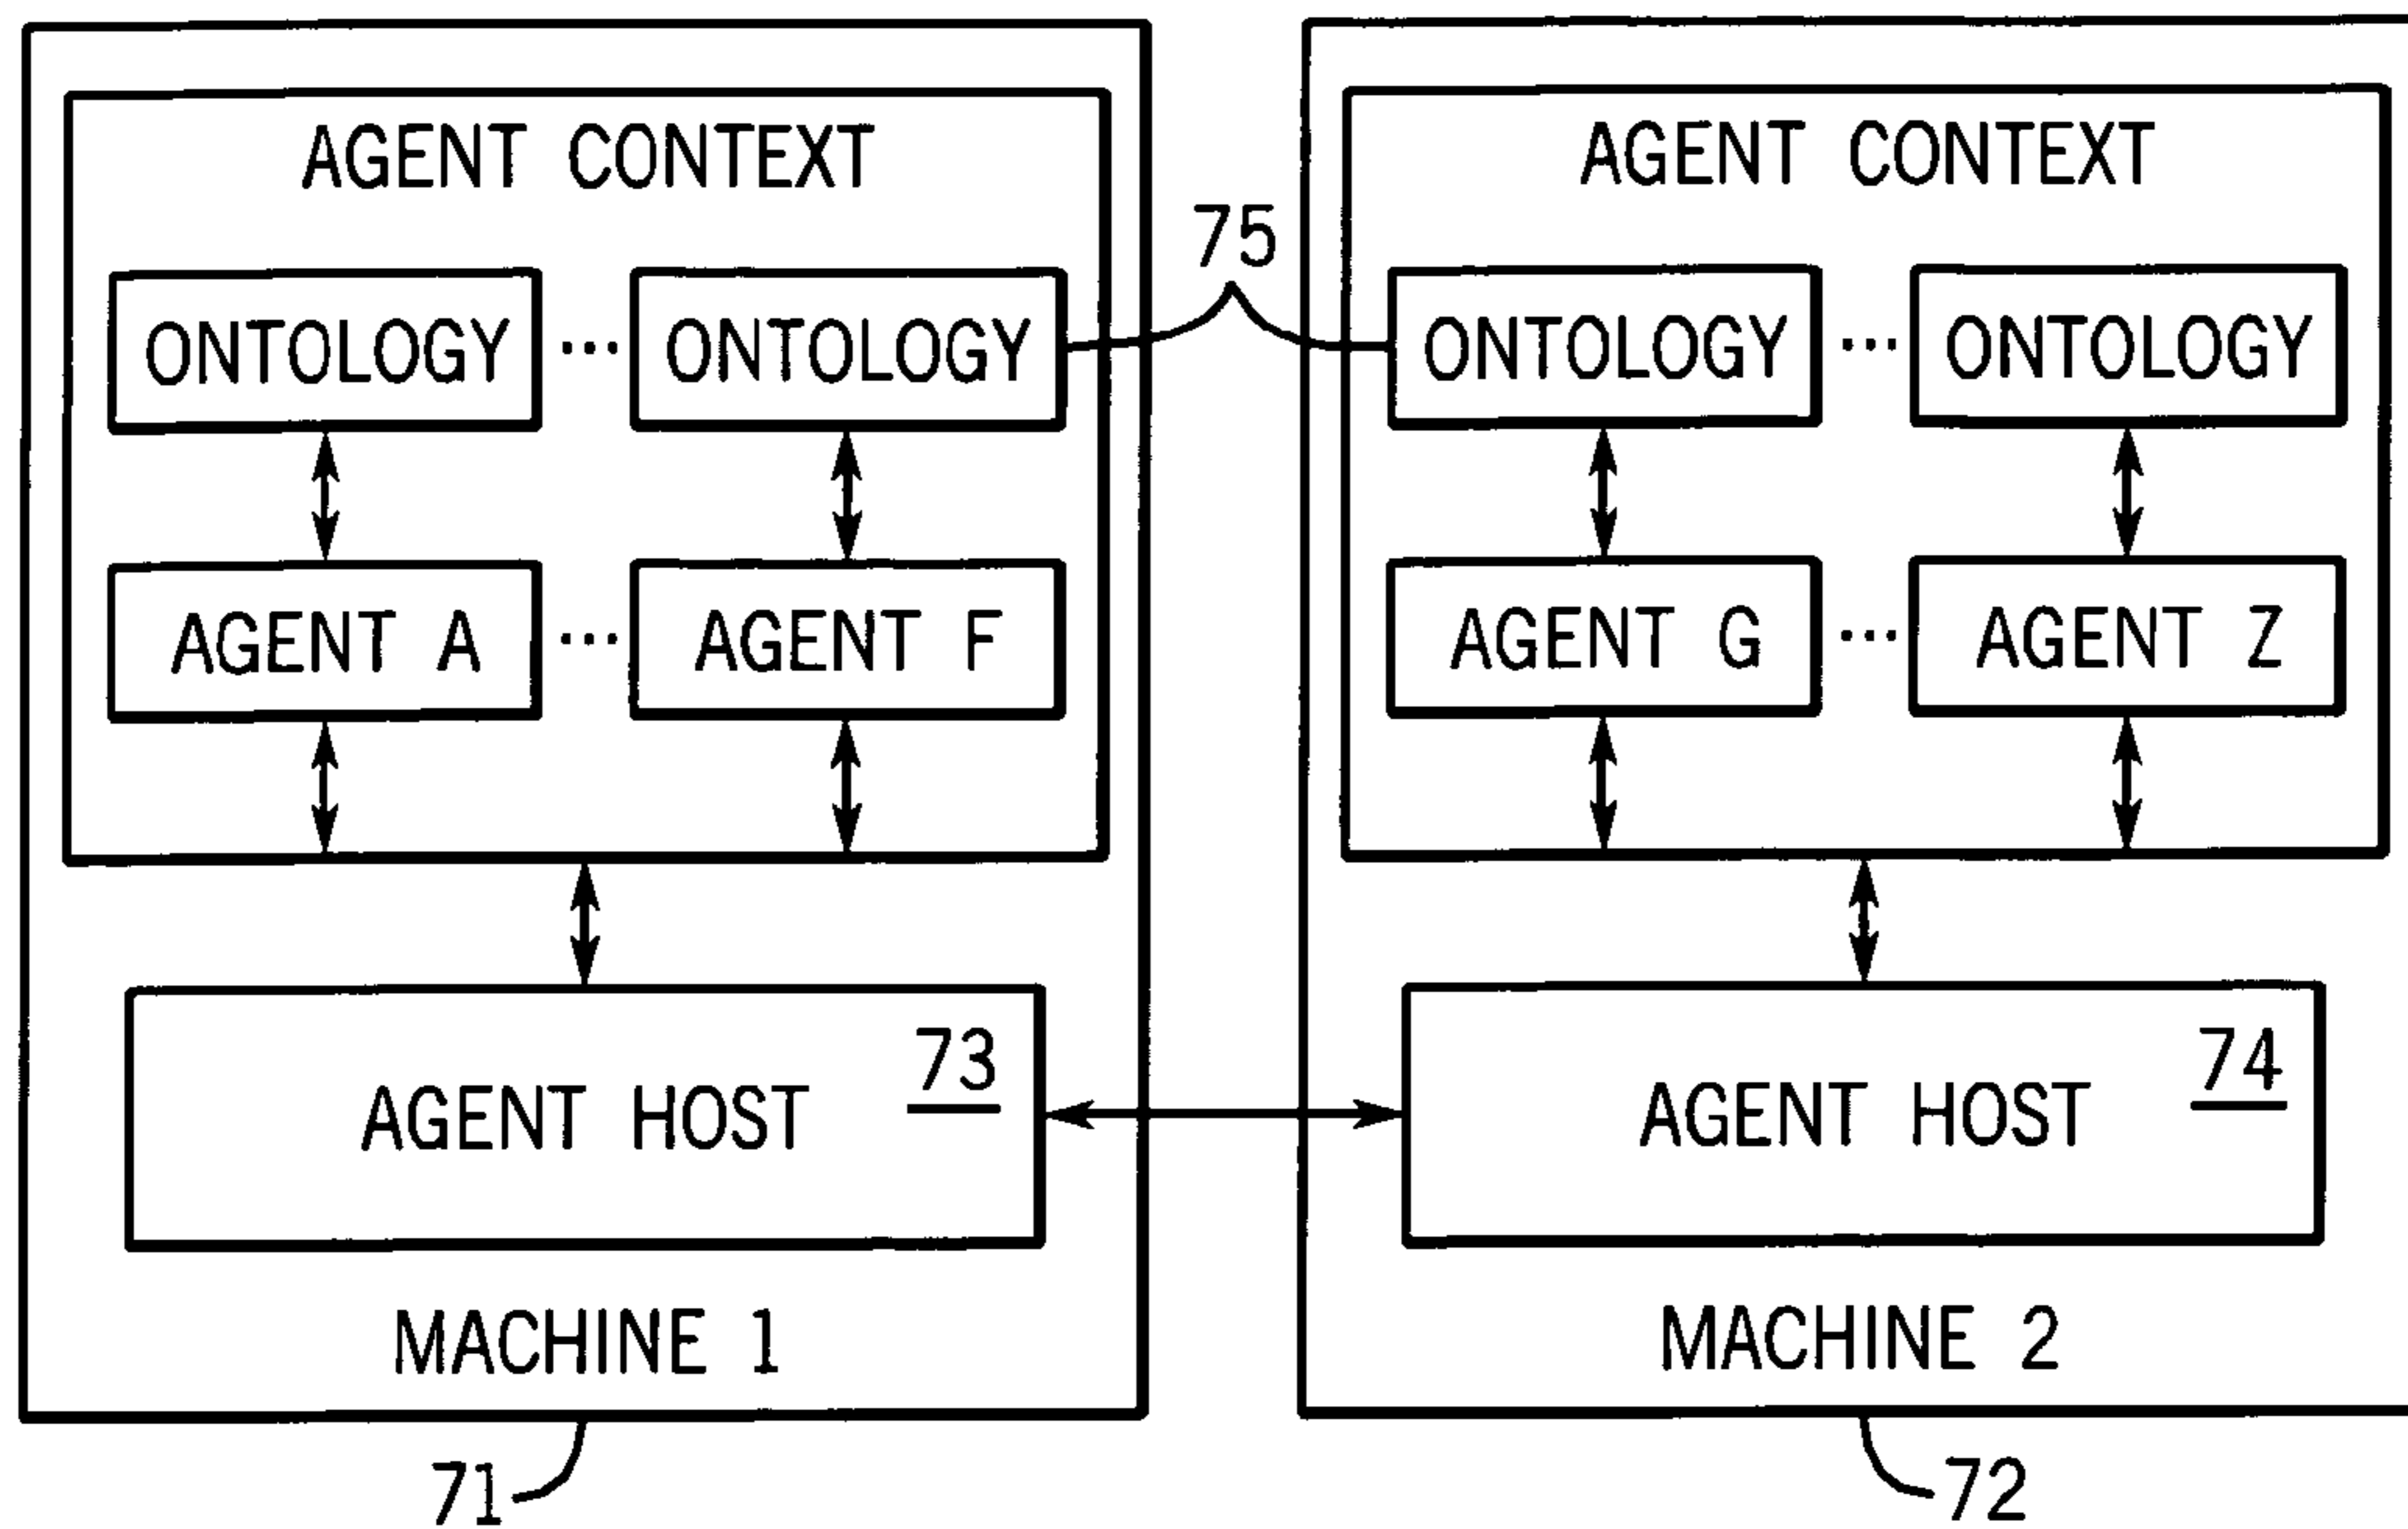 AGENT CONTEXT
ONTOLOGY ... ONTOLOGY
AGENT A ... AGENT F
73
AGENT HOST
MACHINE 1
71
75
AGENT CONTEXT
ONTOLOGY ... ONTOLOGY
AGENT G ... AGENT Z
74
AGENT HOST
MACHINE 2
72